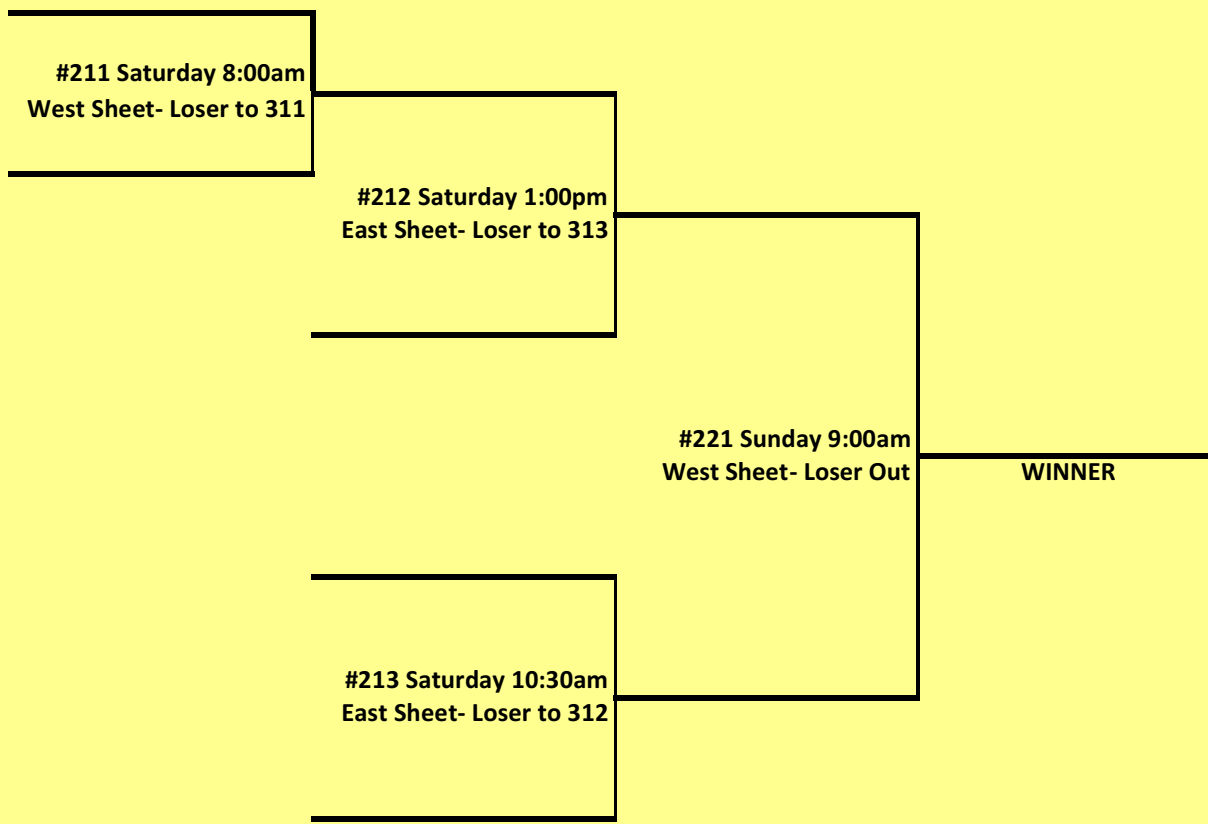 #211 Saturday 8:00am
West Sheet- Loser to 311
#212 Saturday 1:00pm
East Sheet- Loser to 313
#221 Sunday 9:00am
West Sheet- Loser Out
WINNER
#213 Saturday 10:30am
East Sheet- Loser to 312